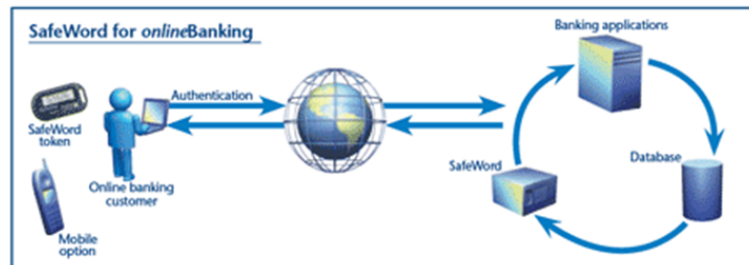 SafeWord for onlineBanking
Banking applications
Authentication
SafeWord
token
Online banking
customer
Mobile
option
SafeWord
Database